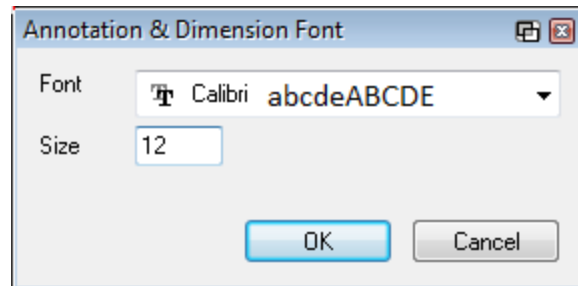 Annotation & Dimension Font
Font Calibri abcdeABCDE
Size 12
OK Cancel